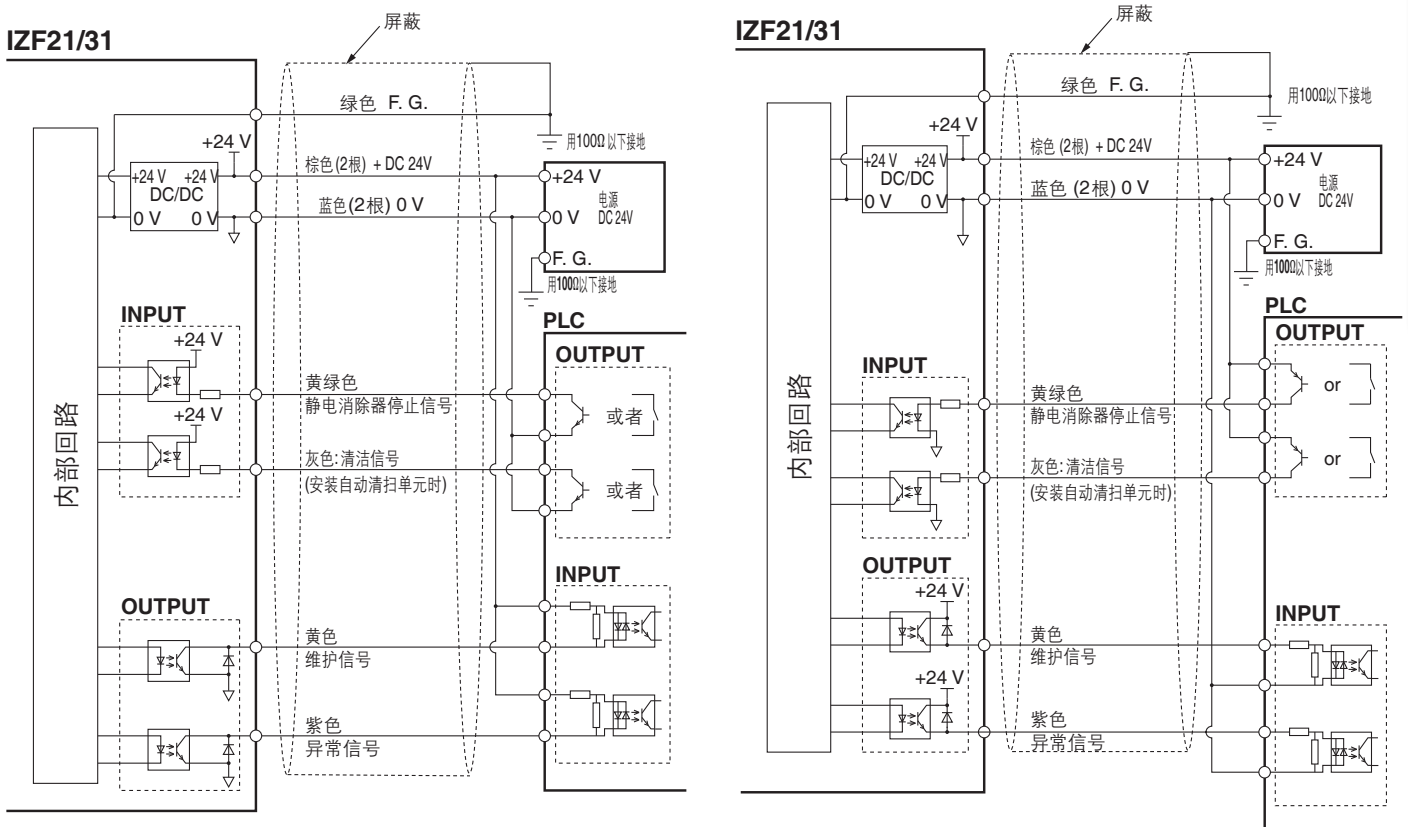 IZF21/31
屏蔽
绿色 F. G.
用100Ω以下接地
+24 V
棕色(2根) + DC 24V
+24 V +24 V
DC/DC
0 V 0 V
蓝色(2根) 0 V
+24 V
0 V
电源
DC 24V
F. G.
用100Ω以下接地
内部回路
INPUT
+24 V
+24 V
黄绿色
静电消除器停止信号
灰色:清洁信号
(安装自动清扫单元时)
PLC
OUTPUT
或者
或者
INPUT
OUTPUT
黄色
维护信号
紫色
异常信号
IZF21/31
屏蔽
绿色 F. G.
用100Ω以下接地
+24 V
棕色 (2根) + DC 24V
+24 V +24 V
DC/DC
0 V 0 V
蓝色 (2根) 0 V
+24 V
0 V
电源
DC 24V
F. G.
用100Ω以下接地
内部回路
INPUT
黄绿色
静电消除器停止信号
灰色:清洁信号
(安装自动清扫单元时)
PLC
OUTPUT
or
or
OUTPUT
+24 V
+24 V
黄色
维护信号
紫色
异常信号
INPUT